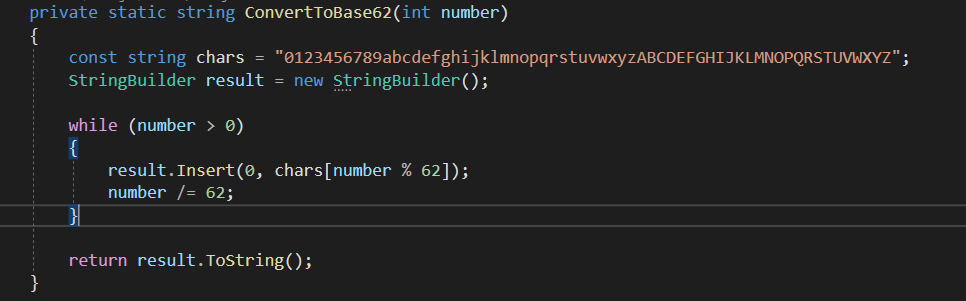 private static string ConvertToBase62(int number)
{
    const string chars = "0123456789abcdefghijklmnopqrstuvwxyzABCDEFGHIJKLMNOPQRSTUVWXYZ";
    StringBuilder result = new StringBuilder();
    while (number > 0)
    {
        result.Insert(0, chars[number % 62]);
        number /= 62;
    }
    return result.ToString();
}